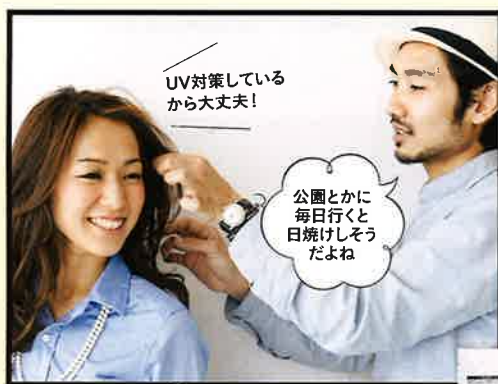 公園とかに
毎日行くと
日焼けしそう
だよね
UV対策している
から大丈夫！